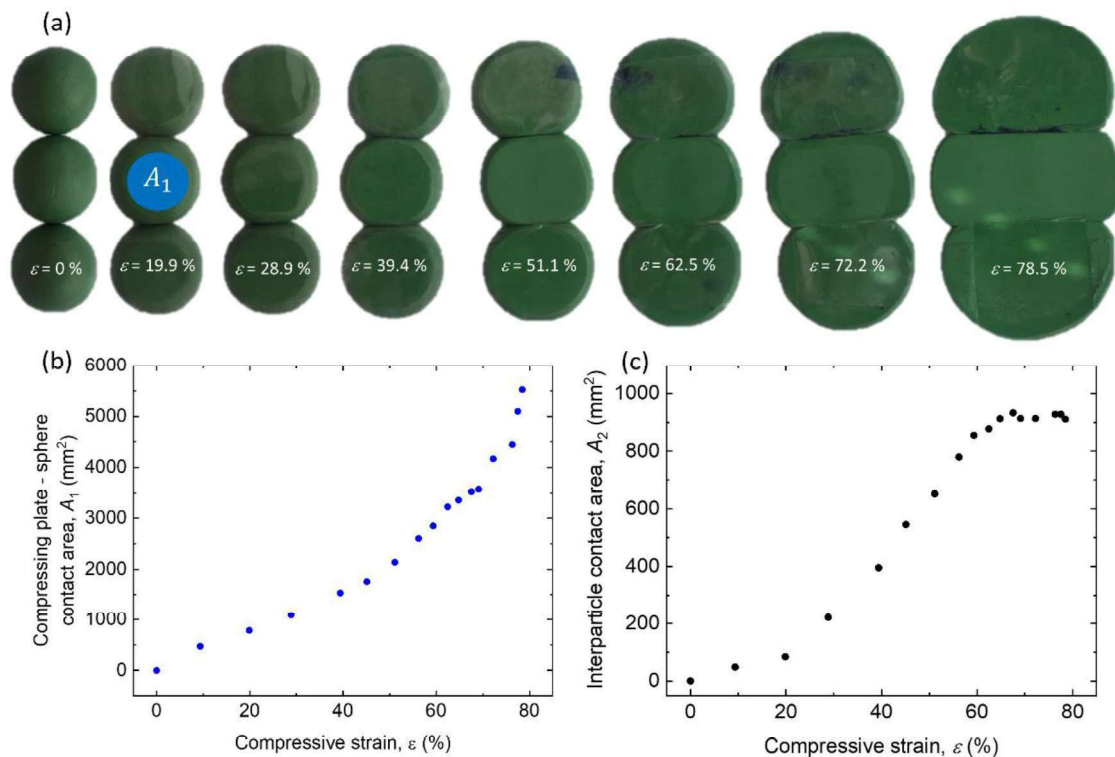 (a)
A₁
ε = 0 %
ε = 19.9 %
ε = 28.9 %
ε = 39.4 %
ε = 51.1 %
ε = 62.5 %
ε = 72.2 %
ε = 78.5 %
(b)
Compressing plate - sphere
contact area, A₁ (mm²)
6000
5000
4000
3000
2000
1000
0
0 20 40 60 80
Compressive strain, ε (%)
(c)
Interparticle contact area, A₂ (mm²)
1000
800
600
400
200
0
0 20 40 60 80
Compressive strain, ε (%)